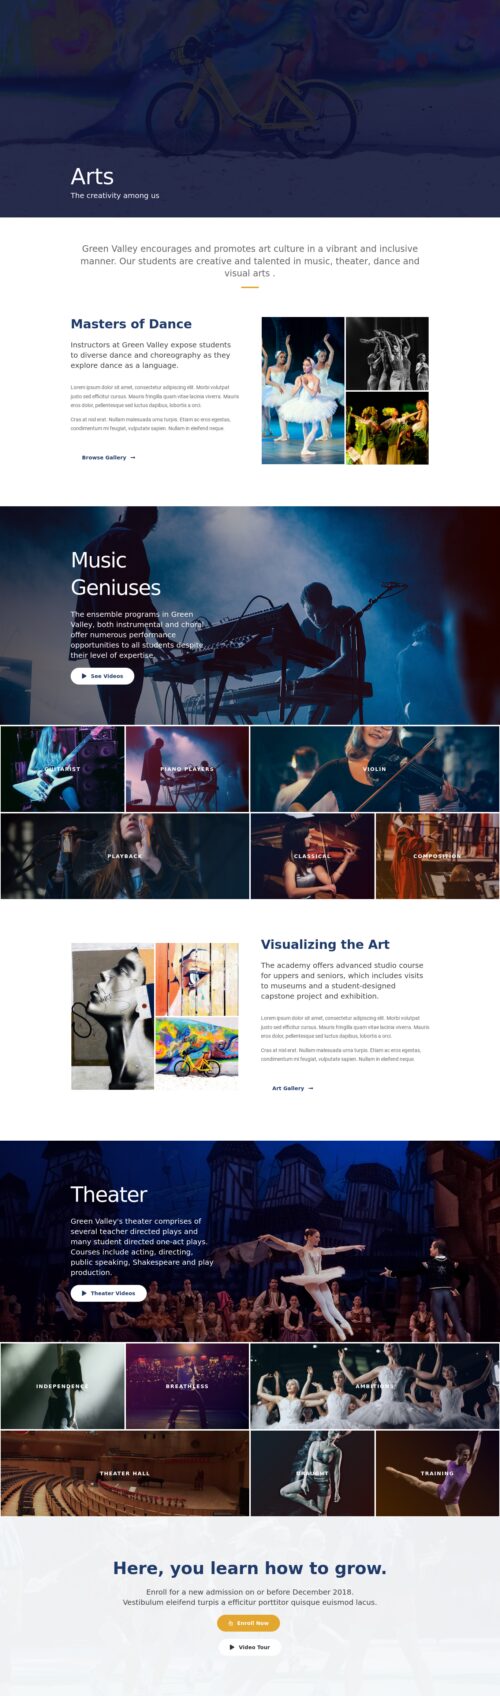 Arts
The creativity among us
Green Valley encourages and promotes art culture in a vibrant and inclusive
manner. Our students are creative and talented in music, theater, dance and
visual arts .
Masters of Dance
Instructors at Green Valley expose students
to diverse dance and choreography as they
explore dance as a language.
Lorem ipsum dolor sit amet, consectetur adipiscing elit. Morbi volutpat
justo sed efficitur cursus. Mauris fringilla quam vitae lacinia viverra. Mauris
eros dolor, pellentesque sed luctus dapibus, lobortis a orci.
Cras at nisl erat. Nullam malesuada urna turpis. Etiam ac eros egestas,
condimentum mi feugiat, vulputate sapien. Nullam in eleifend neque.
Browse Gallery →
Music
Geniuses
The ensemble programs in Green
Valley, both instrumental and choral
offer numerous performance
opportunities to all students despite
their level of expertise.
See Videos
GUITARIST
PIANO PLAYERS
VIOLIN
PLAYBACK
CLASSICAL
COMPOSITION
Visualizing the Art
The academy offers advanced studio course
for uppers and seniors, which includes visits
to museums and a student-designed
capstone project and exhibition.
Lorem ipsum dolor sit amet, consectetur adipiscing elit. Morbi volutpat
justo sed efficitur cursus. Mauris fringilla quam vitae lacinia viverra. Mauris
eros dolor, pellentesque sed luctus dapibus, lobortis a orci.
Cras at nisl erat. Nullam malesuada urna turpis. Etiam ac eros egestas,
condimentum mi feugiat, vulputate sapien. Nullam in eleifend neque.
Art Gallery →
Theater
Green Valley's theater comprises of
several teacher directed plays and
many student directed one-act plays.
Courses include acting, directing,
public speaking, Shakespeare and play
production.
Theater Videos
INDEPENDENCE
BREATHLESS
AMBITIONS
THEATER HALL
DRAUGHT
TRAINING
Here, you learn how to grow.
Enroll for a new admission on or before December 2018.
Vestibulum eleifend turpis a efficitur porttitor quisque euismod lacus.
Enroll Now
Video Tour